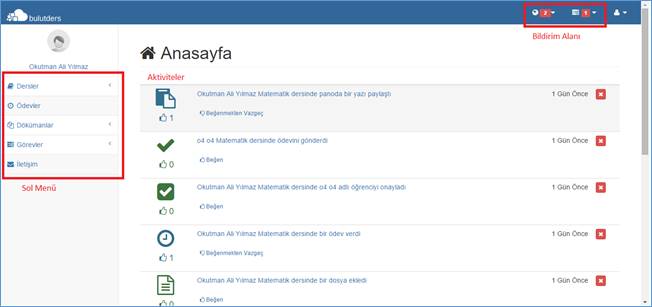 bulutders
2
1
Bildirim Alanı
Okutman Ali Yılmaz
Dersler
Ödevler
Dökümanlar
Görevler
İletişim
Sol Menü
Anasayfa
Aktiviteler
Okutman Ali Yılmaz Matematik dersinde panoda bir yazı paylaştı
1 Gün Önce
1
Beğenmekten Vazgeç
o4 o4 Matematik dersinde ödevini gönderdi
1 Gün Önce
0
Beğen
Okutman Ali Yılmaz Matematik dersinde o4 o4 adlı öğrenciyi onayladı
1 Gün Önce
0
Beğen
Okutman Ali Yılmaz Matematik dersinde bir ödev verdi
1 Gün Önce
1
Beğenmekten Vazgeç
Okutman Ali Yılmaz Matematik dersinde bir dosya ekledi
1 Gün Önce
0
Beğen